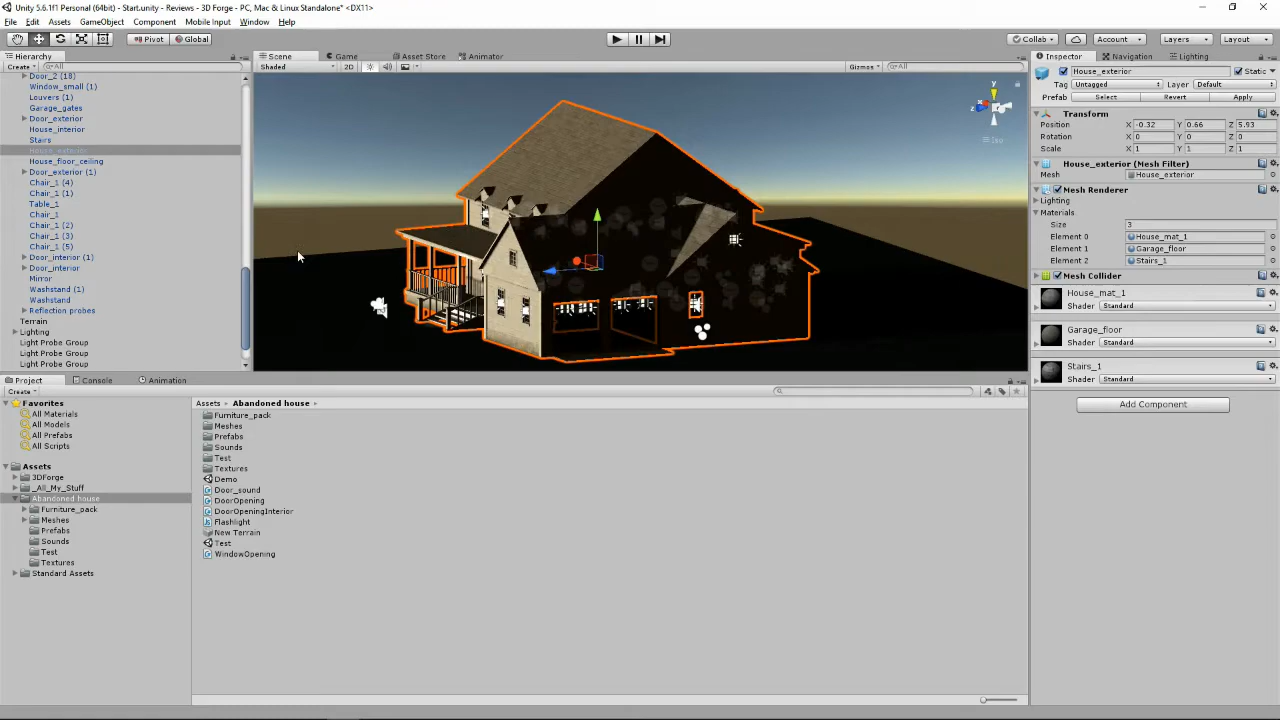 Unity 5.6.1f1 Personal (64bit) - Start.unity - Reviews - 3D Forge - PC, Mac & Linux Standalone* <DX11>
File Edit Assets GameObject Component Mobile Input Window Help
Pivot Global Collab Account Layers Layout
Hierarchy
Create All
Door_2 (18)
Window_small (1)
Louvers (1)
Garage_gates
Door_exterior
House_interior
Stairs
House_exterior
House_floor_ceiling
Door_exterior (1)
Chair_1 (4)
Chair_1 (1)
Table_1
Chair_1
Chair_1 (2)
Chair_1 (3)
Chair_1 (5)
Door_interior (1)
Door_interior
Mirror
Washstand (1)
Washstand
Reflection probes
Terrain
Lighting
Light Probe Group
Light Probe Group
Light Probe Group
Scene Game Asset Store Animator
Shaded 2D Gizmos All
y
Iso
Inspector Navigation Lighting
House_exterior Static
Tag Untagged Layer Default
Prefab Select Revert Apply
Transform
Position X -0.32 Y 0.66 Z 5.93
Rotation X 0 Y 0 Z 0
Scale X 1 Y 1 Z 1
House_exterior (Mesh Filter)
Mesh House_exterior
Mesh Renderer
Lighting
Materials
Size 3
Element 0 House_mat_1
Element 1 Garage_floor
Element 2 Stairs_1
Mesh Collider
House_mat_1
Shader Standard
Garage_floor
Shader Standard
Stairs_1
Shader Standard
Add Component
Project Console Animation
Create
Favorites
All Materials
All Models
All Prefabs
All Scripts
Assets
3DForge
_All_My_Stuff
Abandoned house
Furniture_pack
Meshes
Prefabs
Sounds
Test
Textures
Standard Assets
Assets Abandoned house
Furniture_pack
Meshes
Prefabs
Sounds
Test
Textures
Demo
Door_sound
DoorOpening
DoorOpeningInterior
Flashlight
New Terrain
Test
WindowOpening